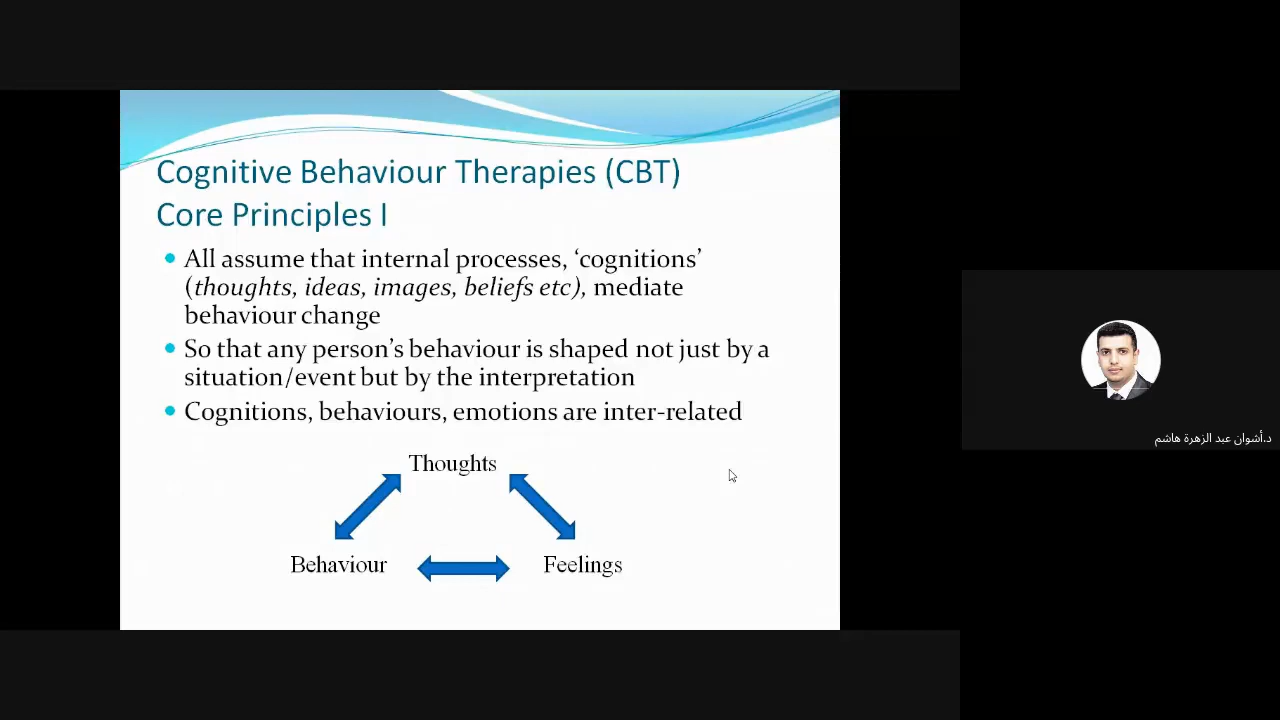 Cognitive Behaviour Therapies (CBT)
Core Principles I
All assume that internal processes, ‘cognitions’
(thoughts, ideas, images, beliefs etc), mediate
behaviour change
So that any person’s behaviour is shaped not just by a
situation/event but by the interpretation
Cognitions, behaviours, emotions are inter-related
Thoughts
Behaviour
Feelings
د.أشوان عبد الزهرة هاشم